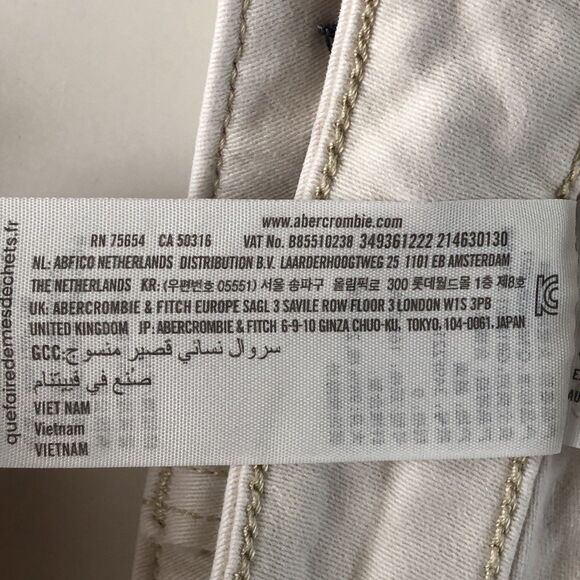 www.abercrombie.com
RN 75654 CA 50316 VAT No. B85510238 349361222 214630130
NL: ABFICO NETHERLANDS DISTRIBUTION B.V. LAARDERHOOGTWEG 25 1101 EB AMSTERDAM
THE NETHERLANDS KR: (우편번호 05551) 서울 송파구 올림픽로 300 롯데월드몰 1층 제8호
UK: ABERCROMBIE & FITCH EUROPE SAGL 3 SAVILE ROW FLOOR 3 LONDON W1S 3PB
UNITED KINGDOM JP: ABERCROMBIE & FITCH 6-9-10 GINZA CHUO-KU, TOKYO, 104-0061. JAPAN
GCC: سروال نسائي قصير منسوج
صُنع في فييتنام
VIET NAM
Vietnam
VIETNAM
quefairedemesdechets.fr